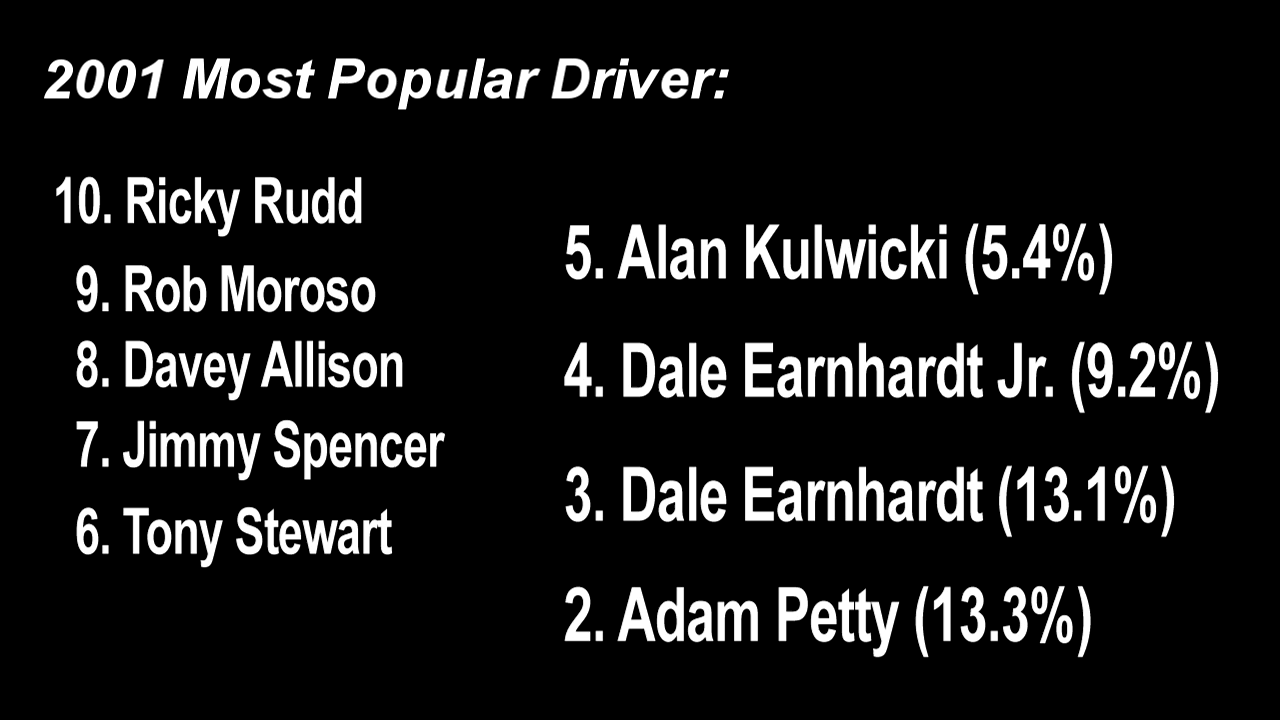 2001 Most Popular Driver:
10. Ricky Rudd
9. Rob Moroso
8. Davey Allison
7. Jimmy Spencer
6. Tony Stewart
5. Alan Kulwicki (5.4%)
4. Dale Earnhardt Jr. (9.2%)
3. Dale Earnhardt (13.1%)
2. Adam Petty (13.3%)